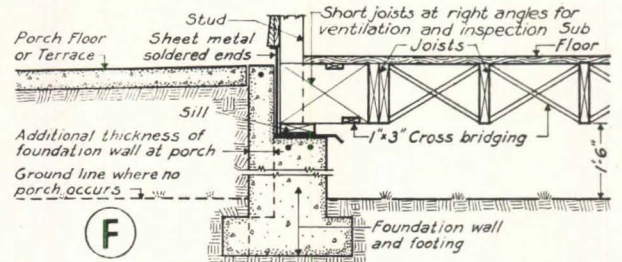 Stud
Short joists at right angles for
ventilation and inspection Sub
Floor
Joists
Porch Floor
or Terrace
Sheet metal
soldered ends
Sill
Additional thickness of
foundation wall at porch
1"x3" Cross bridging
1'-6"
Ground line where no
porch occurs
F
Foundation wall
and footing